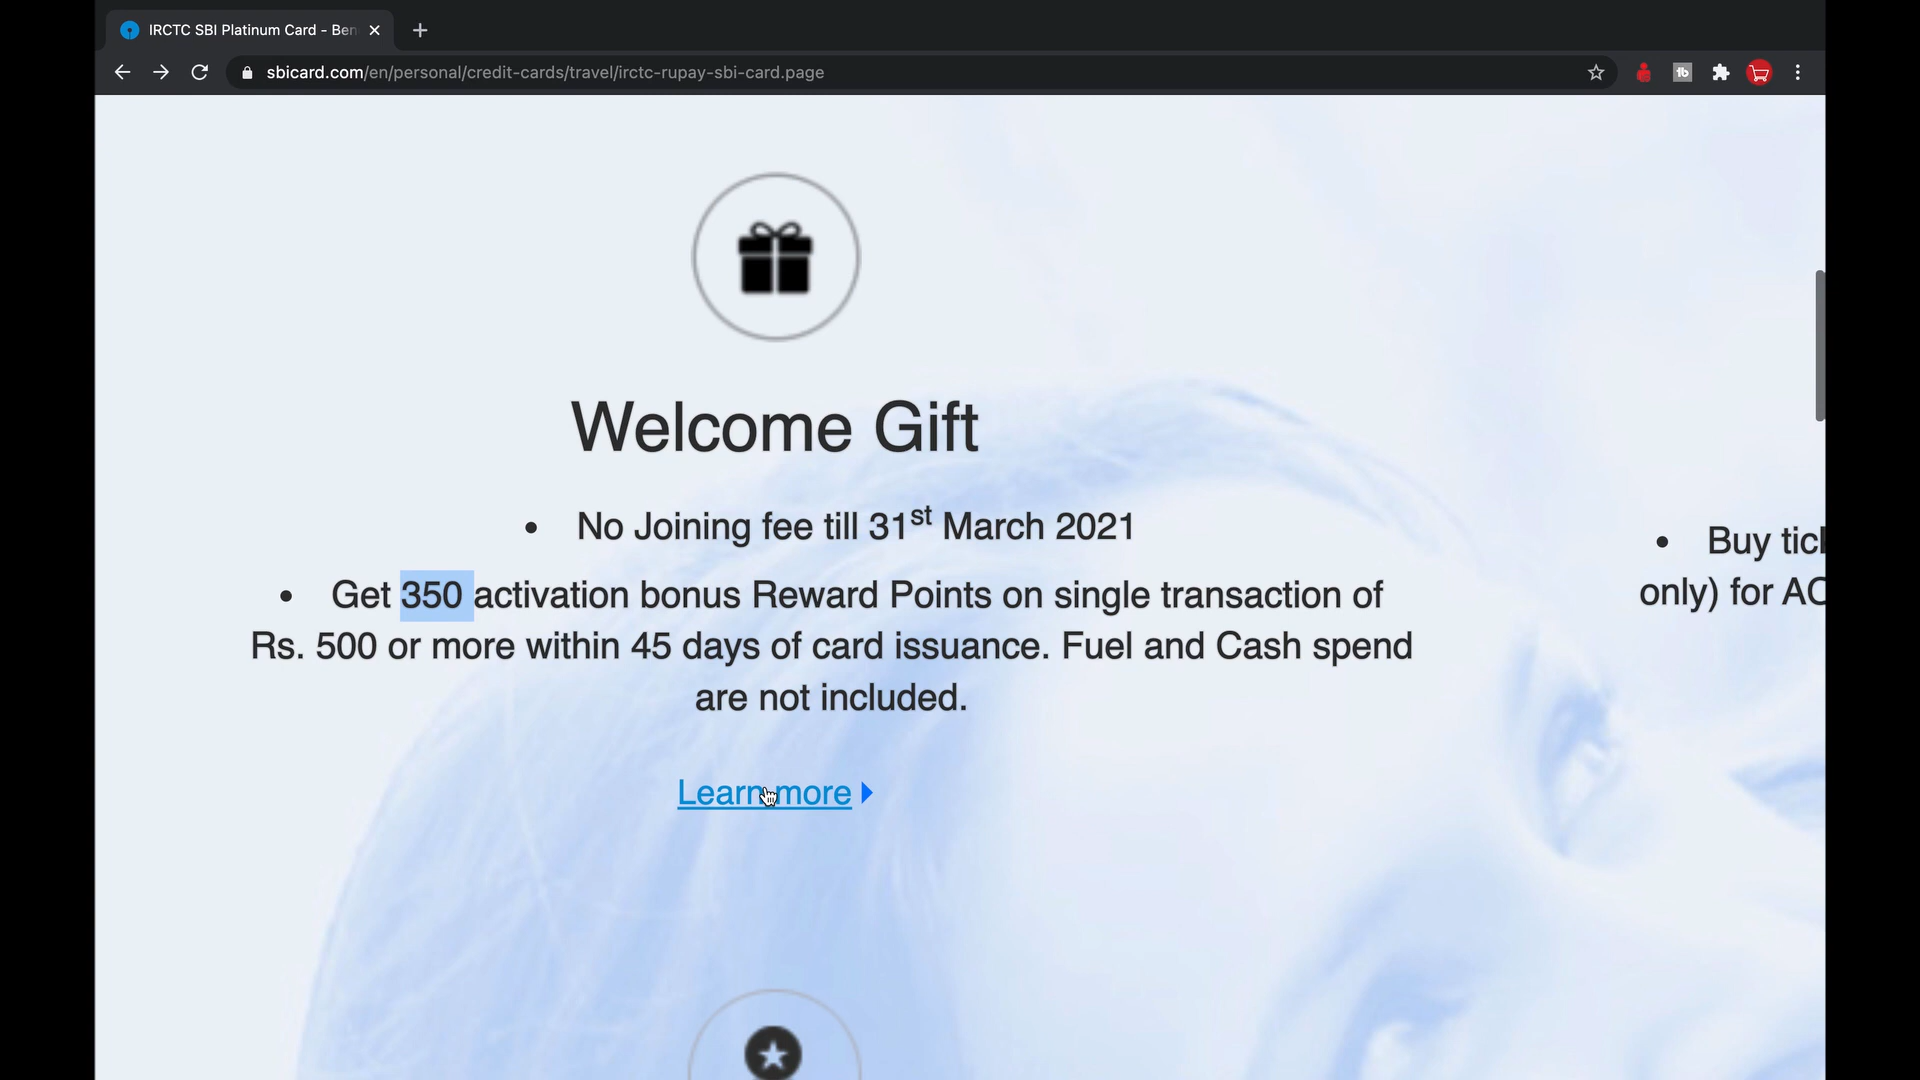 IRCTC SBI Platinum Card - Ben
sbicard.com/en/personal/credit-cards/travel/irctc-rupay-sbi-card.page
tb
Welcome Gift
• No Joining fee till 31st March 2021
• Get 350 activation bonus Reward Points on single transaction of
Rs. 500 or more within 45 days of card issuance. Fuel and Cash spend
are not included.
Learn more
• Buy tic
only) for AC